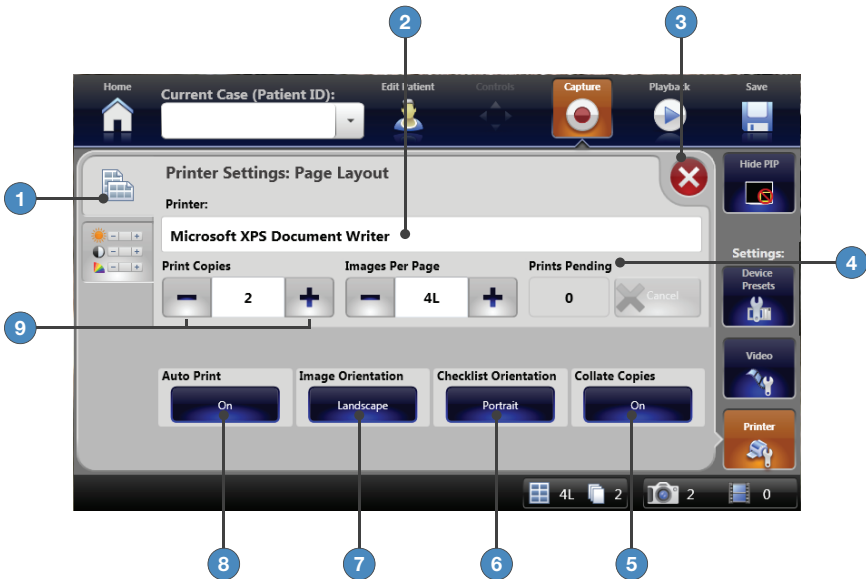 2
3
Home
Current Case (Patient ID):
Edit Patient
Controls
Capture
Playback
Save
Printer Settings: Page Layout
Hide PIP
1
Printer:
Microsoft XPS Document Writer
Print Copies
Images Per Page
Prints Pending
4
Settings:
Device
Presets
2
4L
0
Cancel
9
Video
Auto Print
Image Orientation
Checklist Orientation
Collate Copies
On
Landscape
Portrait
On
Printer
4L
2
2
0
8
7
6
5